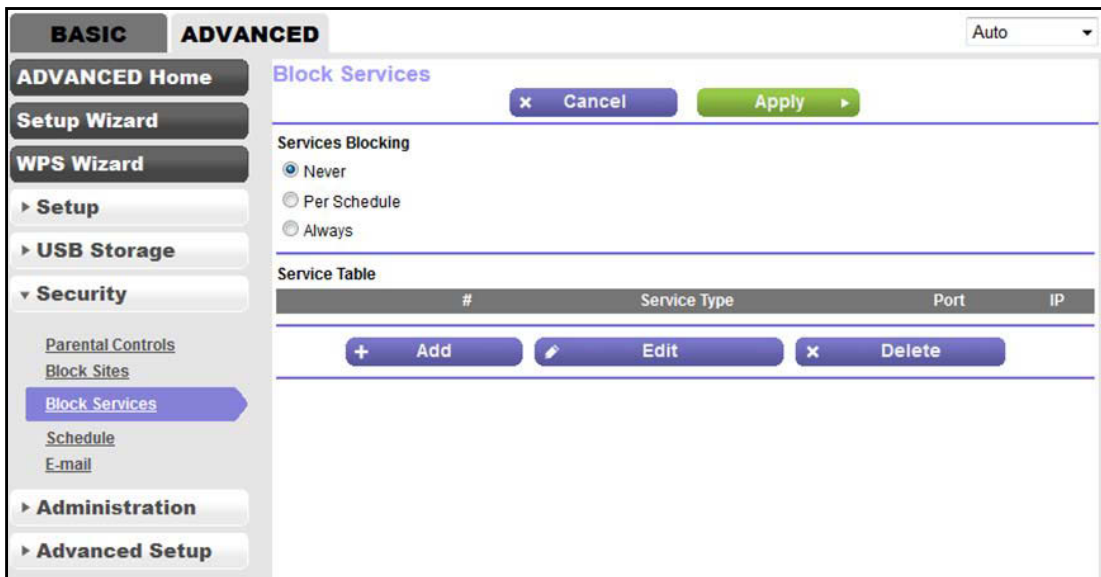 BASIC
ADVANCED
Auto
ADVANCED Home
Setup Wizard
WPS Wizard
Setup
USB Storage
Security
Parental Controls
Block Sites
Block Services
Schedule
E-mail
Administration
Advanced Setup
Block Services
Cancel Apply
Services Blocking
Never
Per Schedule
Always
Service Table
# Service Type Port IP
Add Edit Delete